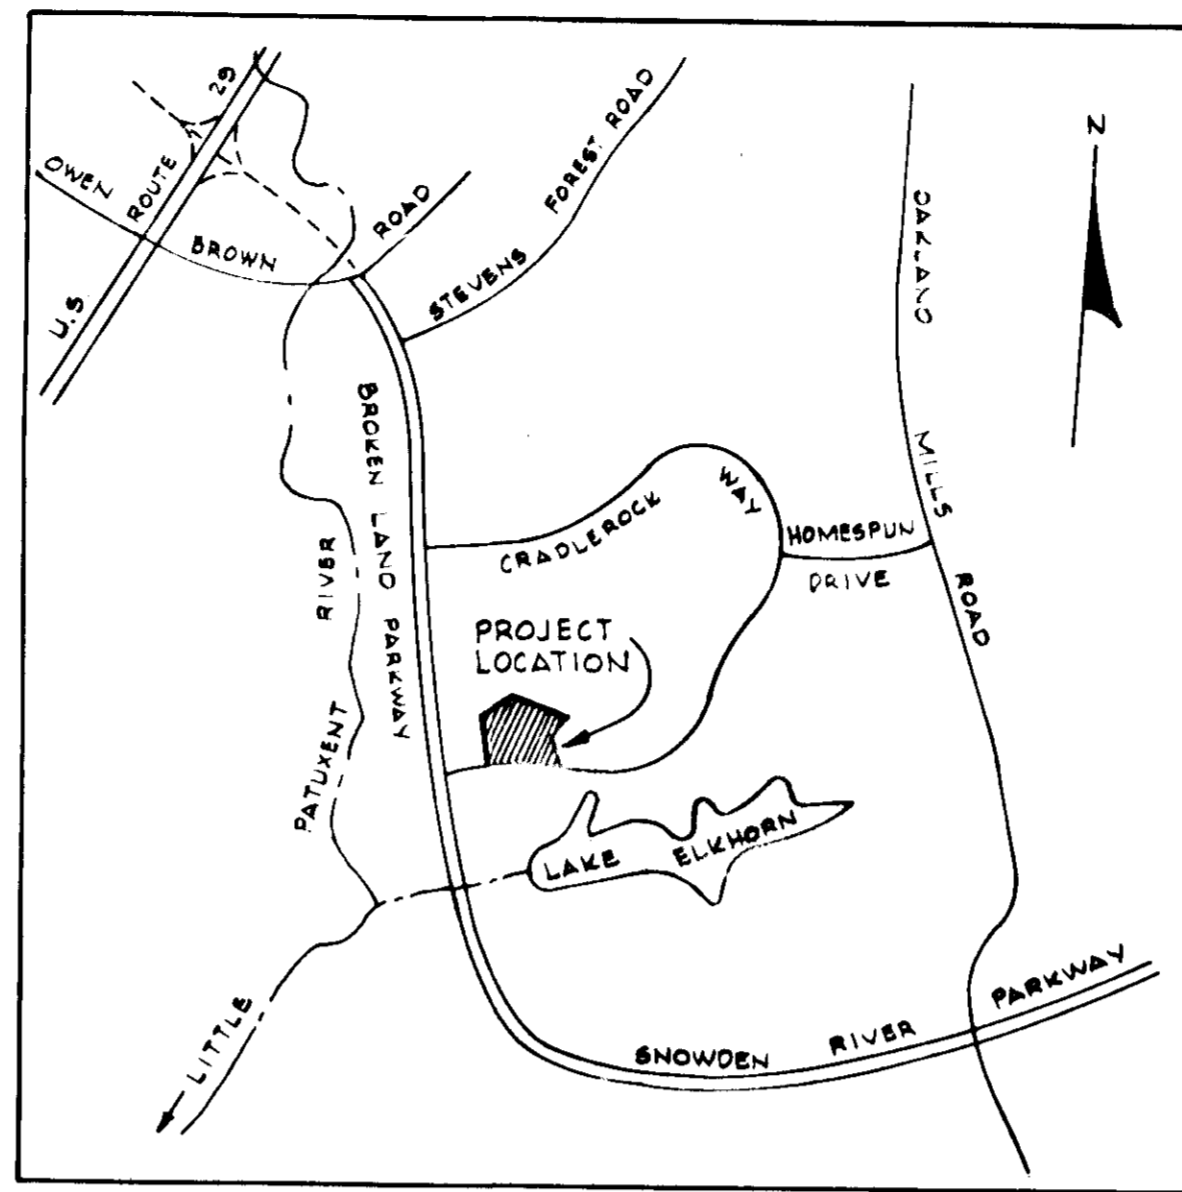 U.S ROUTE 29
OWEN BROWN ROAD
STEVENS FOREST ROAD
OAKLAND MILLS ROAD
N
BROKEN LAND PARKWAY
CRADLEROCK WAY
HOMESPUN
DRIVE
PROJECT
LOCATION
LITTLE PATUXENT RIVER
LAKE ELKHORN
SNOWDEN RIVER PARKWAY